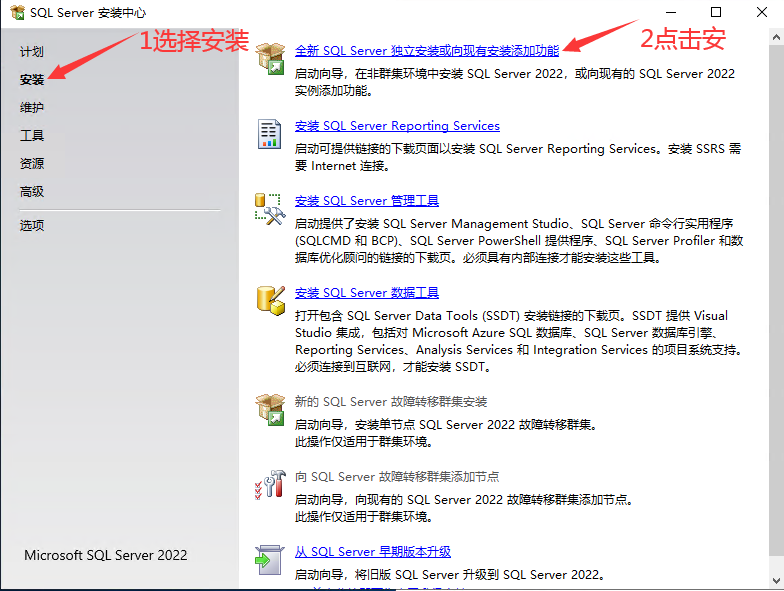 SQL Server 安装中心
1选择安装
2点击安
计划
安装
维护
工具
资源
高级
选项
Microsoft SQL Server 2022
全新 SQL Server 独立安装或向现有安装添加功能
启动向导，在非群集环境中安装 SQL Server 2022，或向现有的 SQL Server 2022
实例添加功能。
安装 SQL Server Reporting Services
启动可提供链接的下载页面以安装 SQL Server Reporting Services。安装 SSRS 需
要 Internet 连接。
安装 SQL Server 管理工具
启动提供了安装 SQL Server Management Studio、SQL Server 命令行实用程序
(SQLCMD 和 BCP)、SQL Server PowerShell 提供程序、SQL Server Profiler 和数
据库优化顾问的链接的下载页。必须具有内部连接才能安装这些工具。
安装 SQL Server 数据工具
打开包含 SQL Server Data Tools (SSDT) 安装链接的下载页。SSDT 提供 Visual
Studio 集成，包括对 Microsoft Azure SQL 数据库、SQL Server 数据库引擎、
Reporting Services、Analysis Services 和 Integration Services 的项目系统支持。
必须连接到互联网，才能安装 SSDT。
新的 SQL Server 故障转移群集安装
启动向导，安装单节点 SQL Server 2022 故障转移群集。
此操作仅适用于群集环境。
向 SQL Server 故障转移群集添加节点
启动向导，向现有的 SQL Server 2022 故障转移群集添加节点。
此操作仅适用于群集环境。
从 SQL Server 早期版本升级
启动向导，将旧版 SQL Server 升级到 SQL Server 2022。